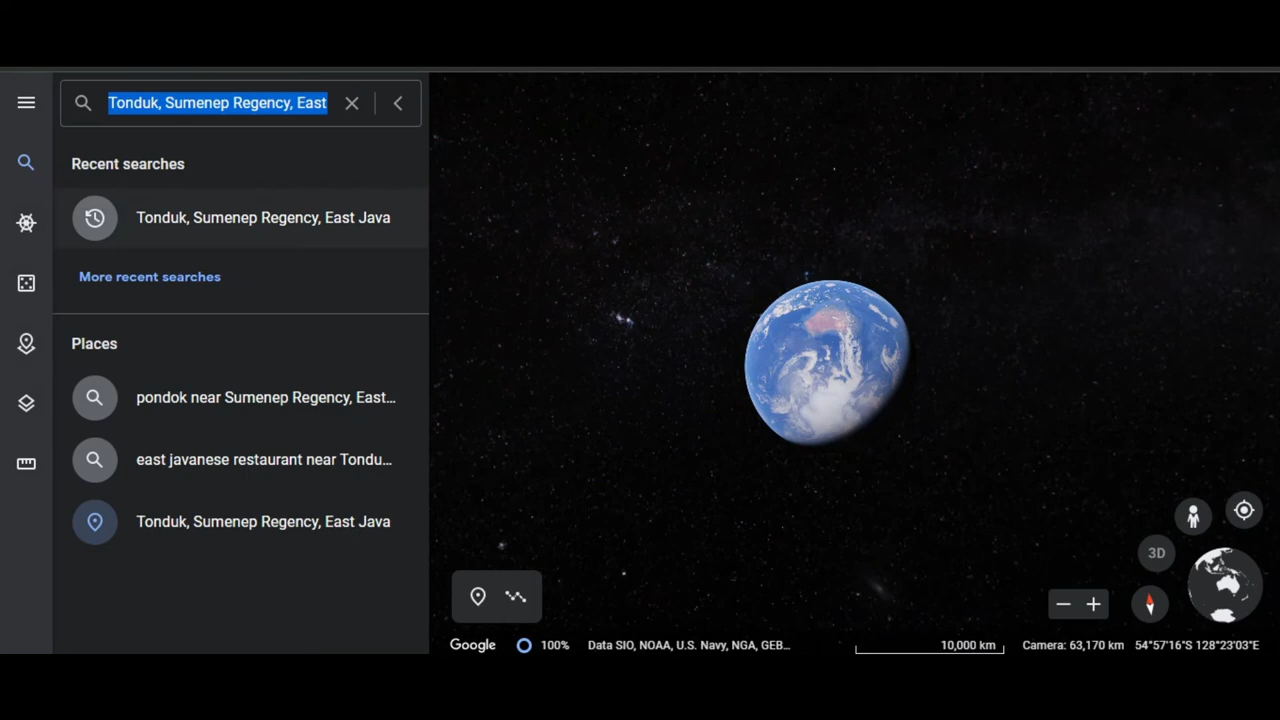 Tonduk, Sumenep Regency, East
Recent searches
Tonduk, Sumenep Regency, East Java
More recent searches
Places
pondok near Sumenep Regency, East...
east javanese restaurant near Tondu...
Tonduk, Sumenep Regency, East Java
3D
Google 100% Data SIO, NOAA, U.S. Navy, NGA, GEB... 10,000 km Camera: 63,170 km 54°57'16"S 128°23'03"E